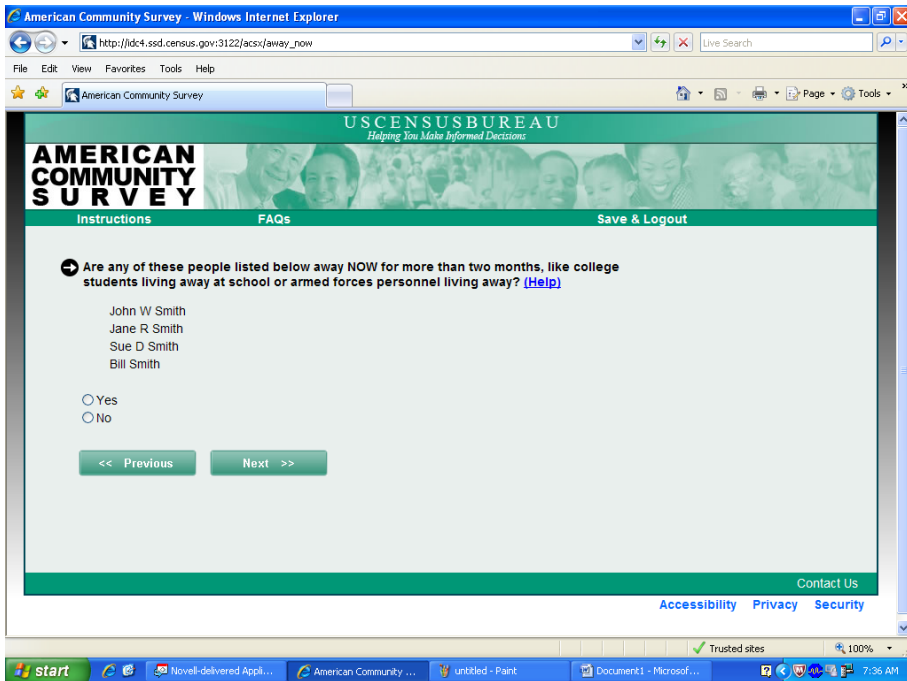 American Community Survey - Windows Internet Explorer
http://idc4.ssd.census.gov:3122/acsx/away_now
Live Search
File Edit View Favorites Tools Help
American Community Survey
Page Tools
USCENSUSBUREAU
Helping You Make Informed Decisions
AMERICAN
COMMUNITY
SURVEY
Instructions FAQs Save & Logout
Are any of these people listed below away NOW for more than two months, like college
students living away at school or armed forces personnel living away? (Help)
John W Smith
Jane R Smith
Sue D Smith
Bill Smith
Yes
No
<< Previous Next >>
Contact Us
Accessibility Privacy Security
Trusted sites 100%
start Novell-delivered Appli... American Community ... untitled - Paint Document1 - Microsof... 7:36 AM